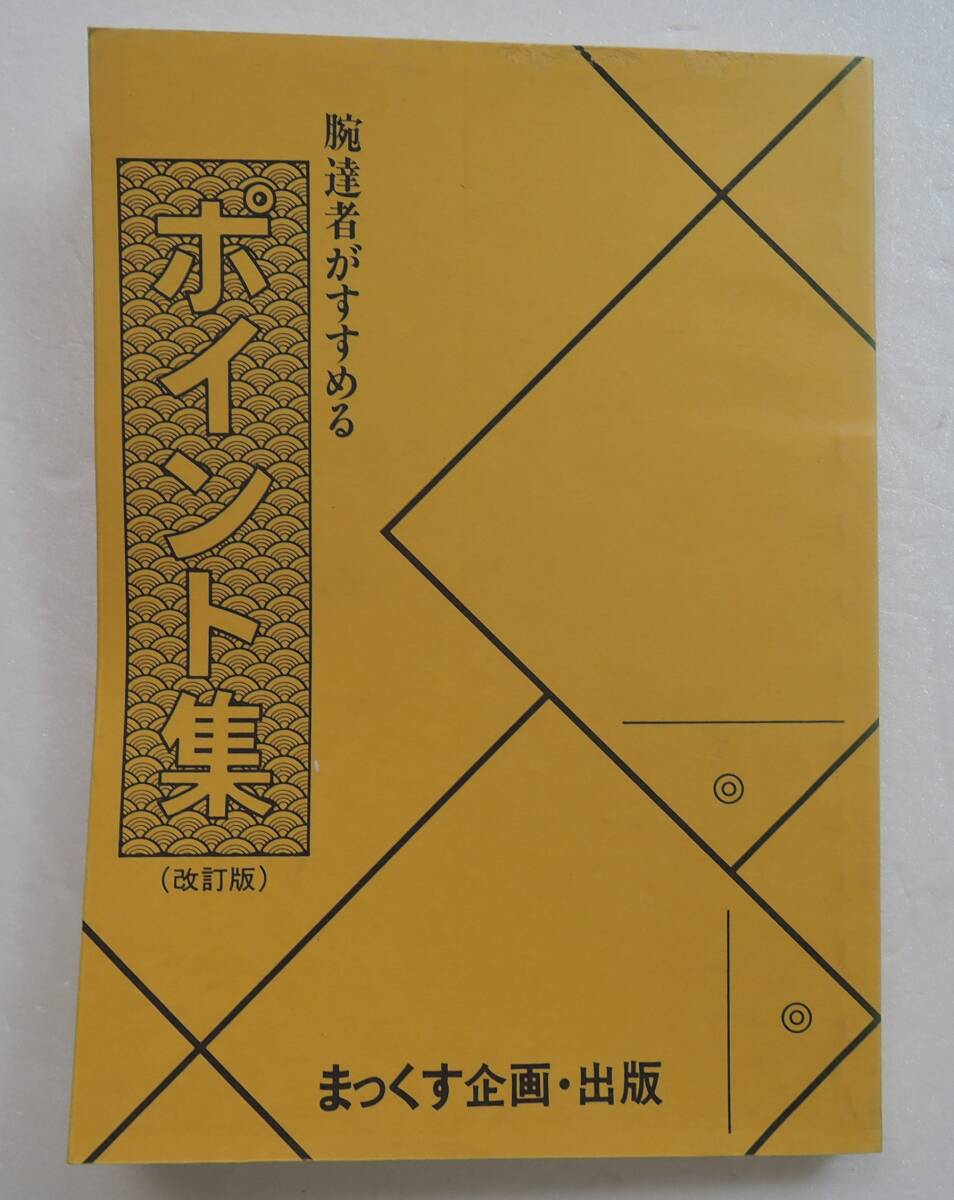 腕達者がすすめる
ポイント集
（改訂版）
まっくす企画・出版